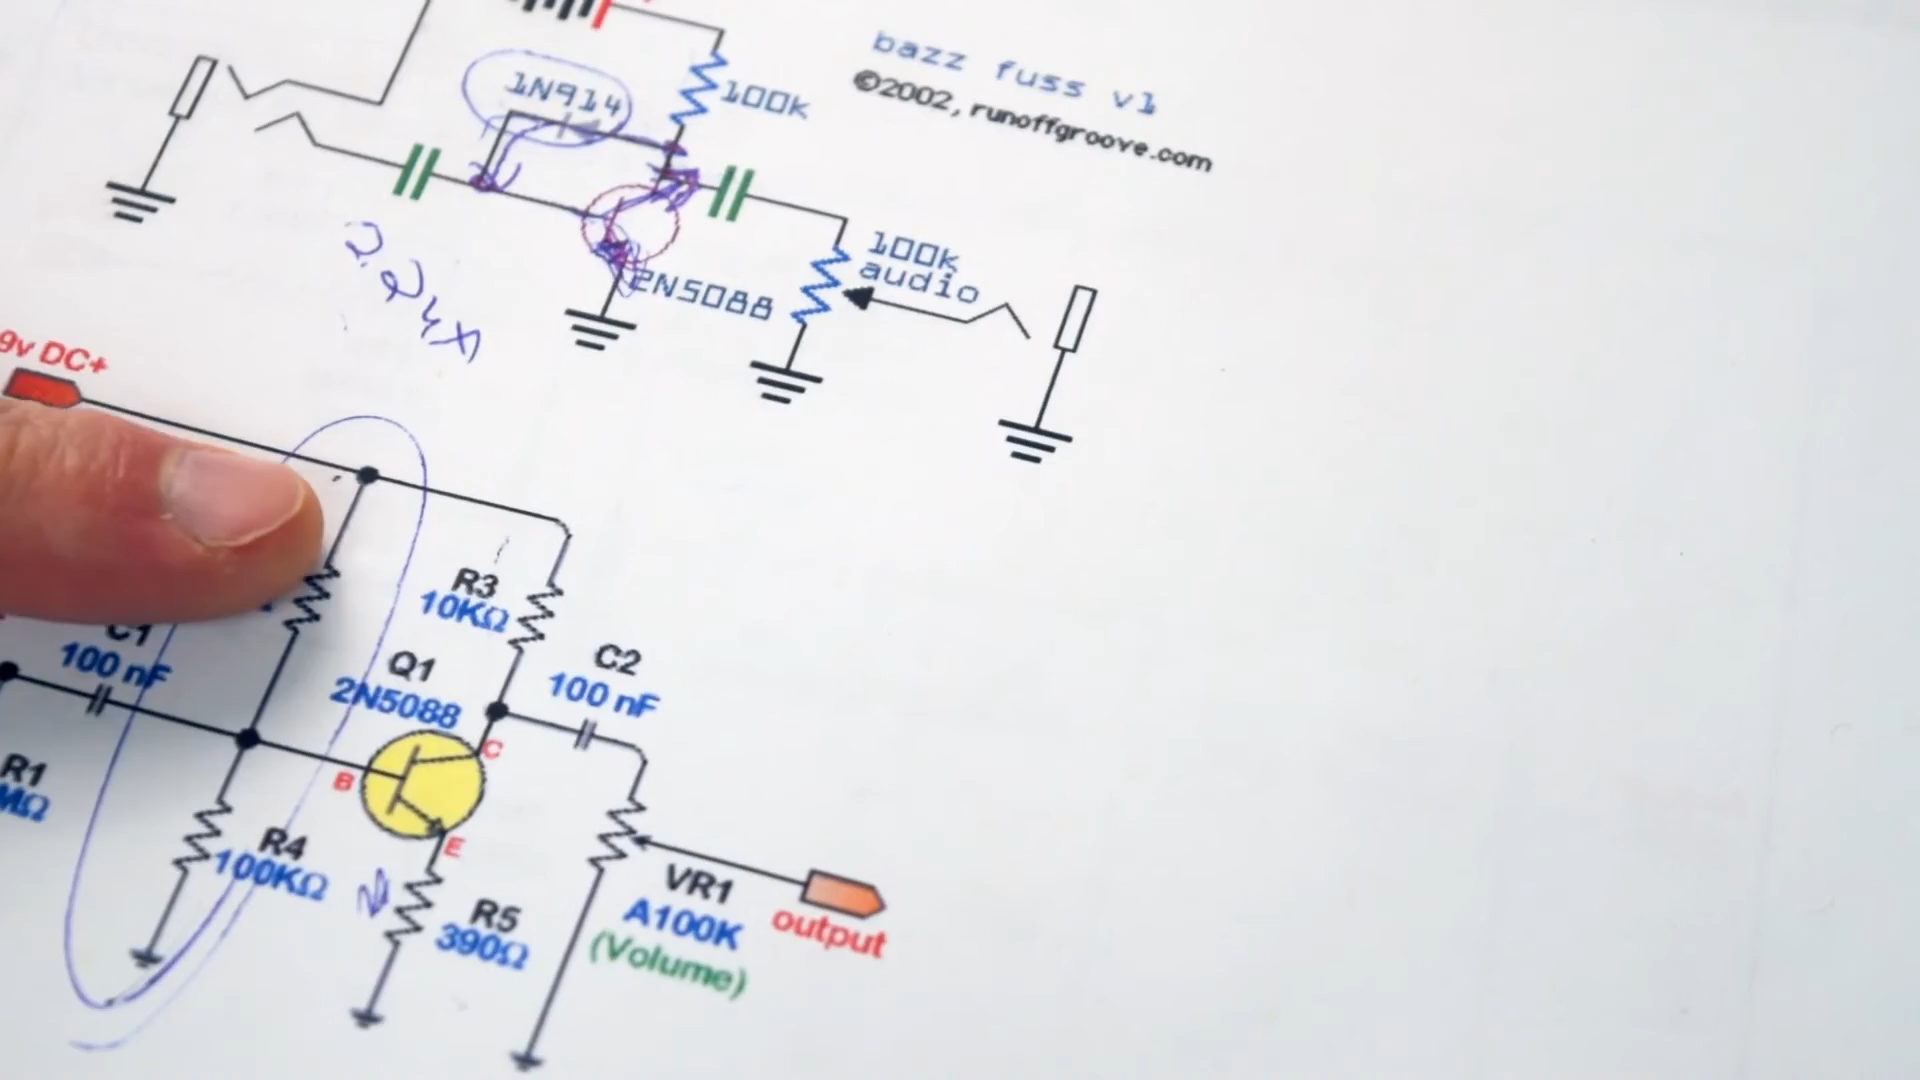 bazz fuss v1
©2002, runoffgroove.com
1N914
100k
100k
audio
2N5088
9v DC+
R3
10KΩ
C1
100 nF
Q1
2N5088
C2
100 nF
C
B
E
R1
MΩ
R4
100KΩ
R5
390Ω
VR1
A100K
(Volume)
output